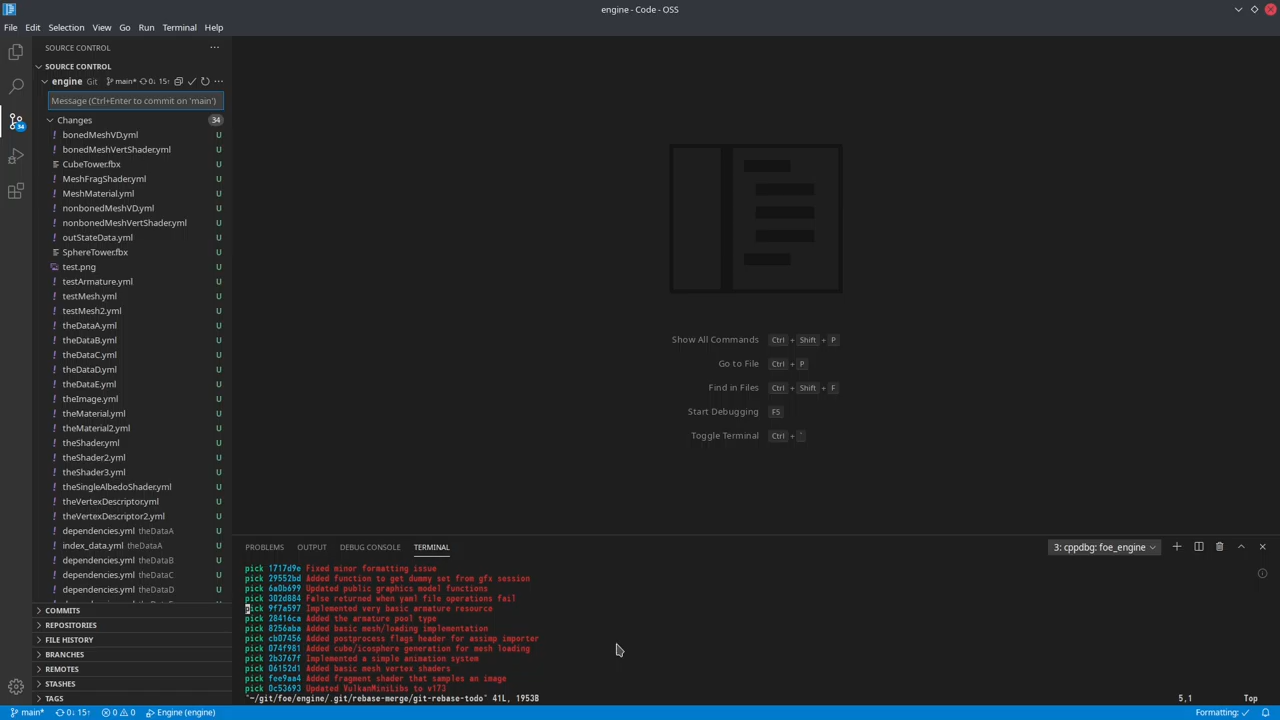 engine - Code - OSS
File Edit Selection View Go Run Terminal Help
SOURCE CONTROL
SOURCE CONTROL
engine Git main* 0↓ 15↑
34
Message (Ctrl+Enter to commit on 'main')
Changes 34
bonedMeshVD.yml U
bonedMeshVertShader.yml U
CubeTower.fbx U
MeshFragShader.yml U
MeshMaterial.yml U
nonbonedMeshVD.yml U
nonbonedMeshVertShader.yml U
outStateData.yml U
SphereTower.fbx U
test.png U
testArmature.yml U
testMesh.yml U
testMesh2.yml U
theDataA.yml U
theDataB.yml U
theDataC.yml U
theDataD.yml U
theDataE.yml U
theImage.yml U
theMaterial.yml U
theMaterial2.yml U
theShader.yml U
theShader2.yml U
theShader3.yml U
theSingleAlbedoShader.yml U
theVertexDescriptor.yml U
theVertexDescriptor2.yml U
dependencies.yml theDataA U
index_data.yml theDataA U
dependencies.yml theDataB U
dependencies.yml theDataC U
dependencies.yml theDataD U
COMMITS
REPOSITORIES
FILE HISTORY
BRANCHES
REMOTES
STASHES
TAGS
Show All Commands Ctrl + Shift + P
Go to File Ctrl + P
Find in Files Ctrl + Shift + F
Start Debugging F5
Toggle Terminal Ctrl + `
PROBLEMS OUTPUT DEBUG CONSOLE TERMINAL 3: cppdbg: foe_engine
pick 1717d9e Fixed minor formatting issue
pick 29552bd Added function to get dummy set from gfx session
pick 6a0b699 Updated public graphics model functions
pick 302d884 False returned when yaml file operations fail
pick 9f7a597 Implemented very basic armature resource
pick 28416ca Added the armature pool type
pick 8256aba Added basic mesh/loading implementation
pick cb07456 Added postprocess flags header for assimp importer
pick 074f981 Added cube/icosphere generation for mesh loading
pick 2b3767f Implemented a simple animation system
pick 06152d1 Added basic mesh vertex shaders
pick fee9aa4 Added fragment shader that samples an image
pick 0c53693 Updated VulkanMiniLibs to v173
"~/git/foe/engine/.git/rebase-merge/git-rebase-todo" 41L, 1953B 5,1 Top
main* 0↓ 15↑ 0 0 Engine (engine) Formatting: ✓